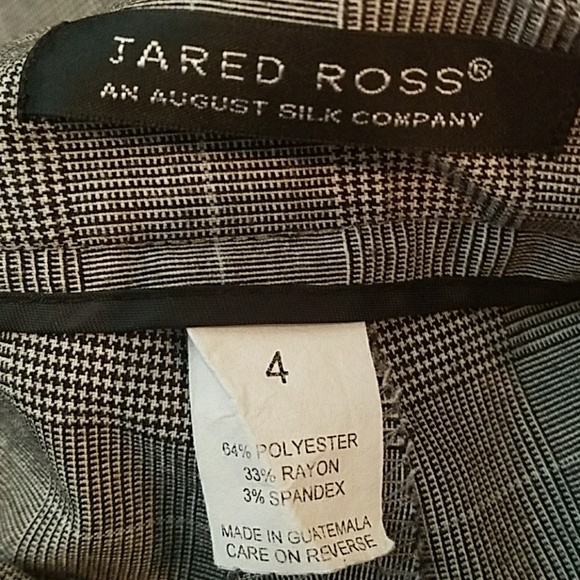 JARED ROSS®
AN AUGUST SILK COMPANY
4
64% POLYESTER
33% RAYON
3% SPANDEX
MADE IN GUATEMALA
CARE ON REVERSE